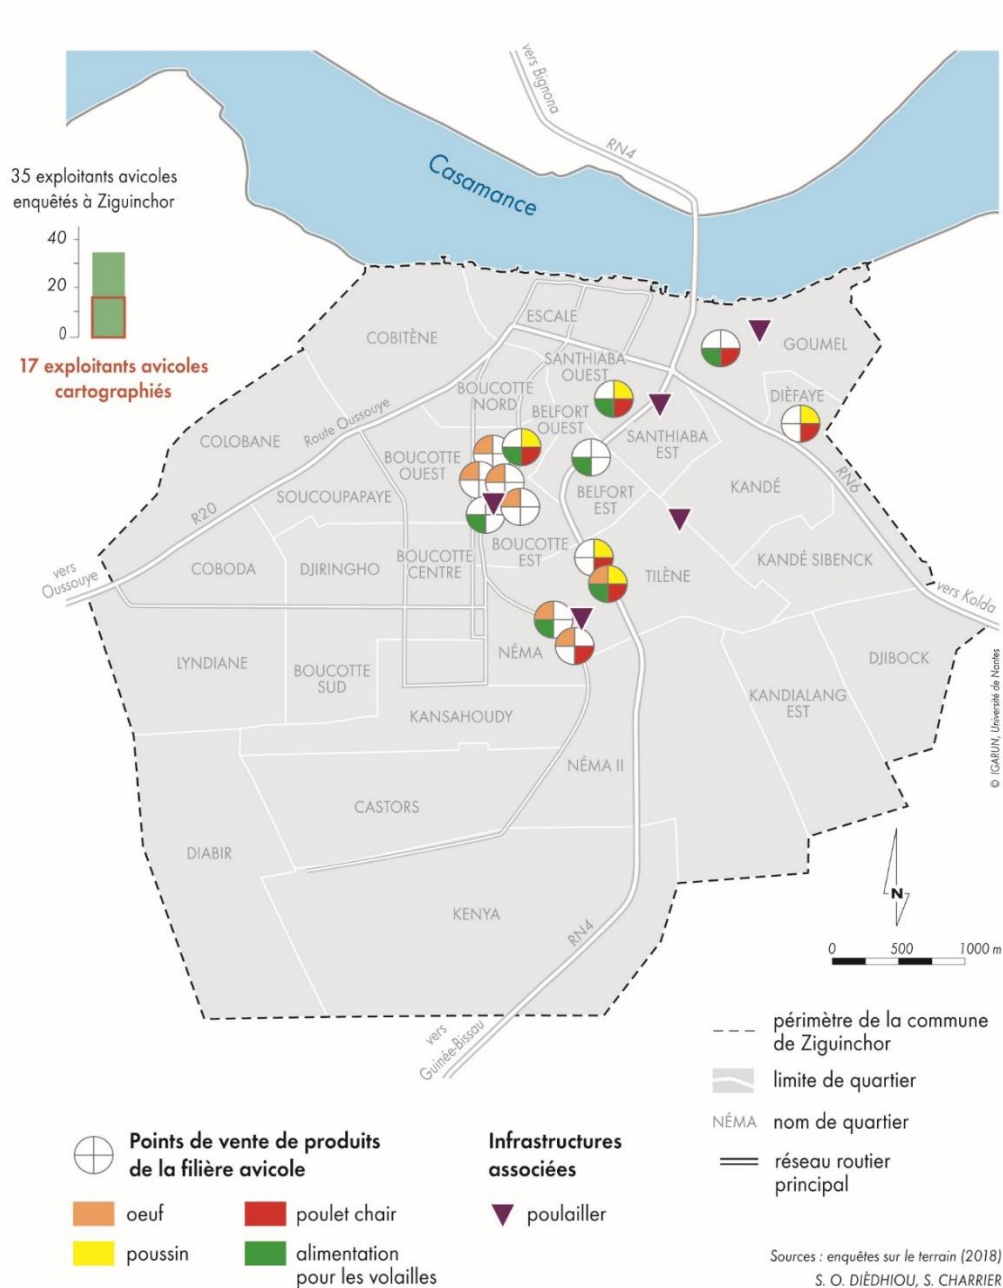 vers Bignona
RN4
Casamance
35 exploitants avicoles
enquêtés à Ziguinchor
40
20
0
17 exploitants avicoles
cartographiés
ESCALE
COBITÈNE
GOUMEL
SANTHIABA
OUEST
BOUCOTTE
NORD
DIÈFAYE
BELFORT
OUEST
COLOBANE
Route Oussouye
SANTHIABA
EST
BOUCOTTE
OUEST
KANDÉ
RN6
SOUCOUPAPAYE
BELFORT
EST
R20
BOUCOTTE
EST
KANDÉ SIBENCK
vers
Oussouye
COBODA
DJIRINGHO
BOUCOTTE
CENTRE
TILÈNE
vers Kolda
LYNDIANE
BOUCOTTE
SUD
NÉMA
DJIBOCK
KANDIALANG
EST
KANSAHOUDY
NÉMA II
CASTORS
DIABIR
KENYA
RN4
vers
Guinée-Bissau
© IGARUN, Université de Nantes
N
0 500 1000 m
périmètre de la commune
de Ziguinchor
limite de quartier
NÉMA nom de quartier
réseau routier
principal
Points de vente de produits
de la filière avicole
oeuf
poulet chair
poussin
alimentation
pour les volailles
Infrastructures
associées
poulailler
Sources : enquêtes sur le terrain (2018)
S. O. DIÈDHIOU, S. CHARRIER